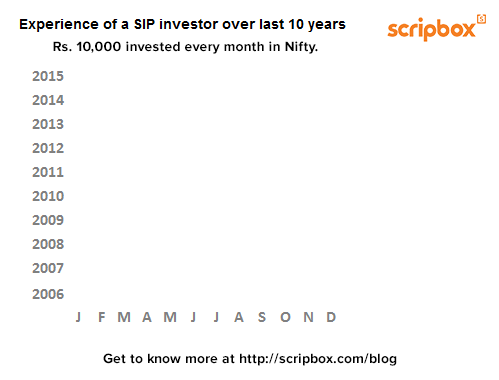 Experience of a SIP investor over last 10 years
scripbox
S
Rs. 10,000 invested every month in Nifty.
2015
2014
2013
2012
2011
2010
2009
2008
2007
2006
J F M A M J J A S O N D
Get to know more at http://scripbox.com/blog